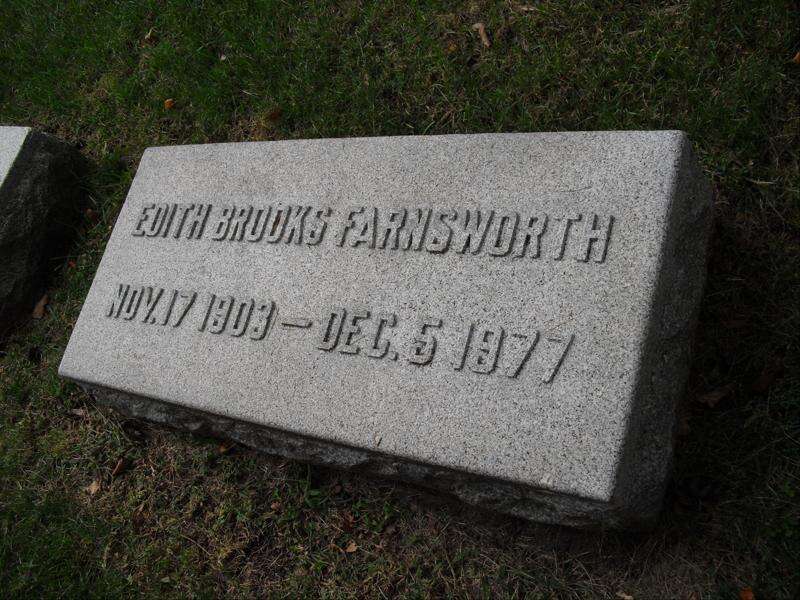 EDITH BROOKS FARNSWORTH
NOV. 17 1903 — DEC. 5 1977